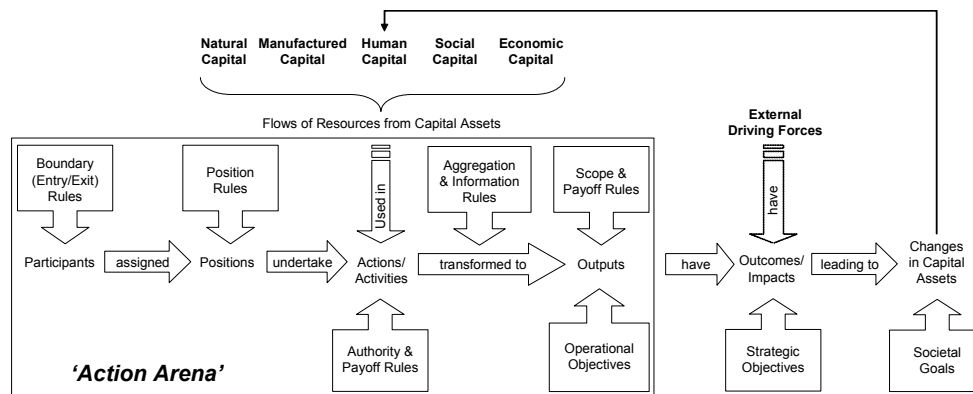 Natural
Capital
Manufactured
Capital
Human
Capital
Social
Capital
Economic
Capital
Flows of Resources from Capital Assets
External
Driving Forces
Boundary
(Entry/Exit)
Rules
Position
Rules
Used in
Aggregation
& Information
Rules
Scope &
Payoff Rules
have
Participants
assigned
Positions
undertake
Actions/
Activities
transformed to
Outputs
have
Outcomes/
Impacts
leading to
Changes
in Capital
Assets
Authority &
Payoff Rules
Operational
Objectives
Strategic
Objectives
Societal
Goals
'Action Arena'